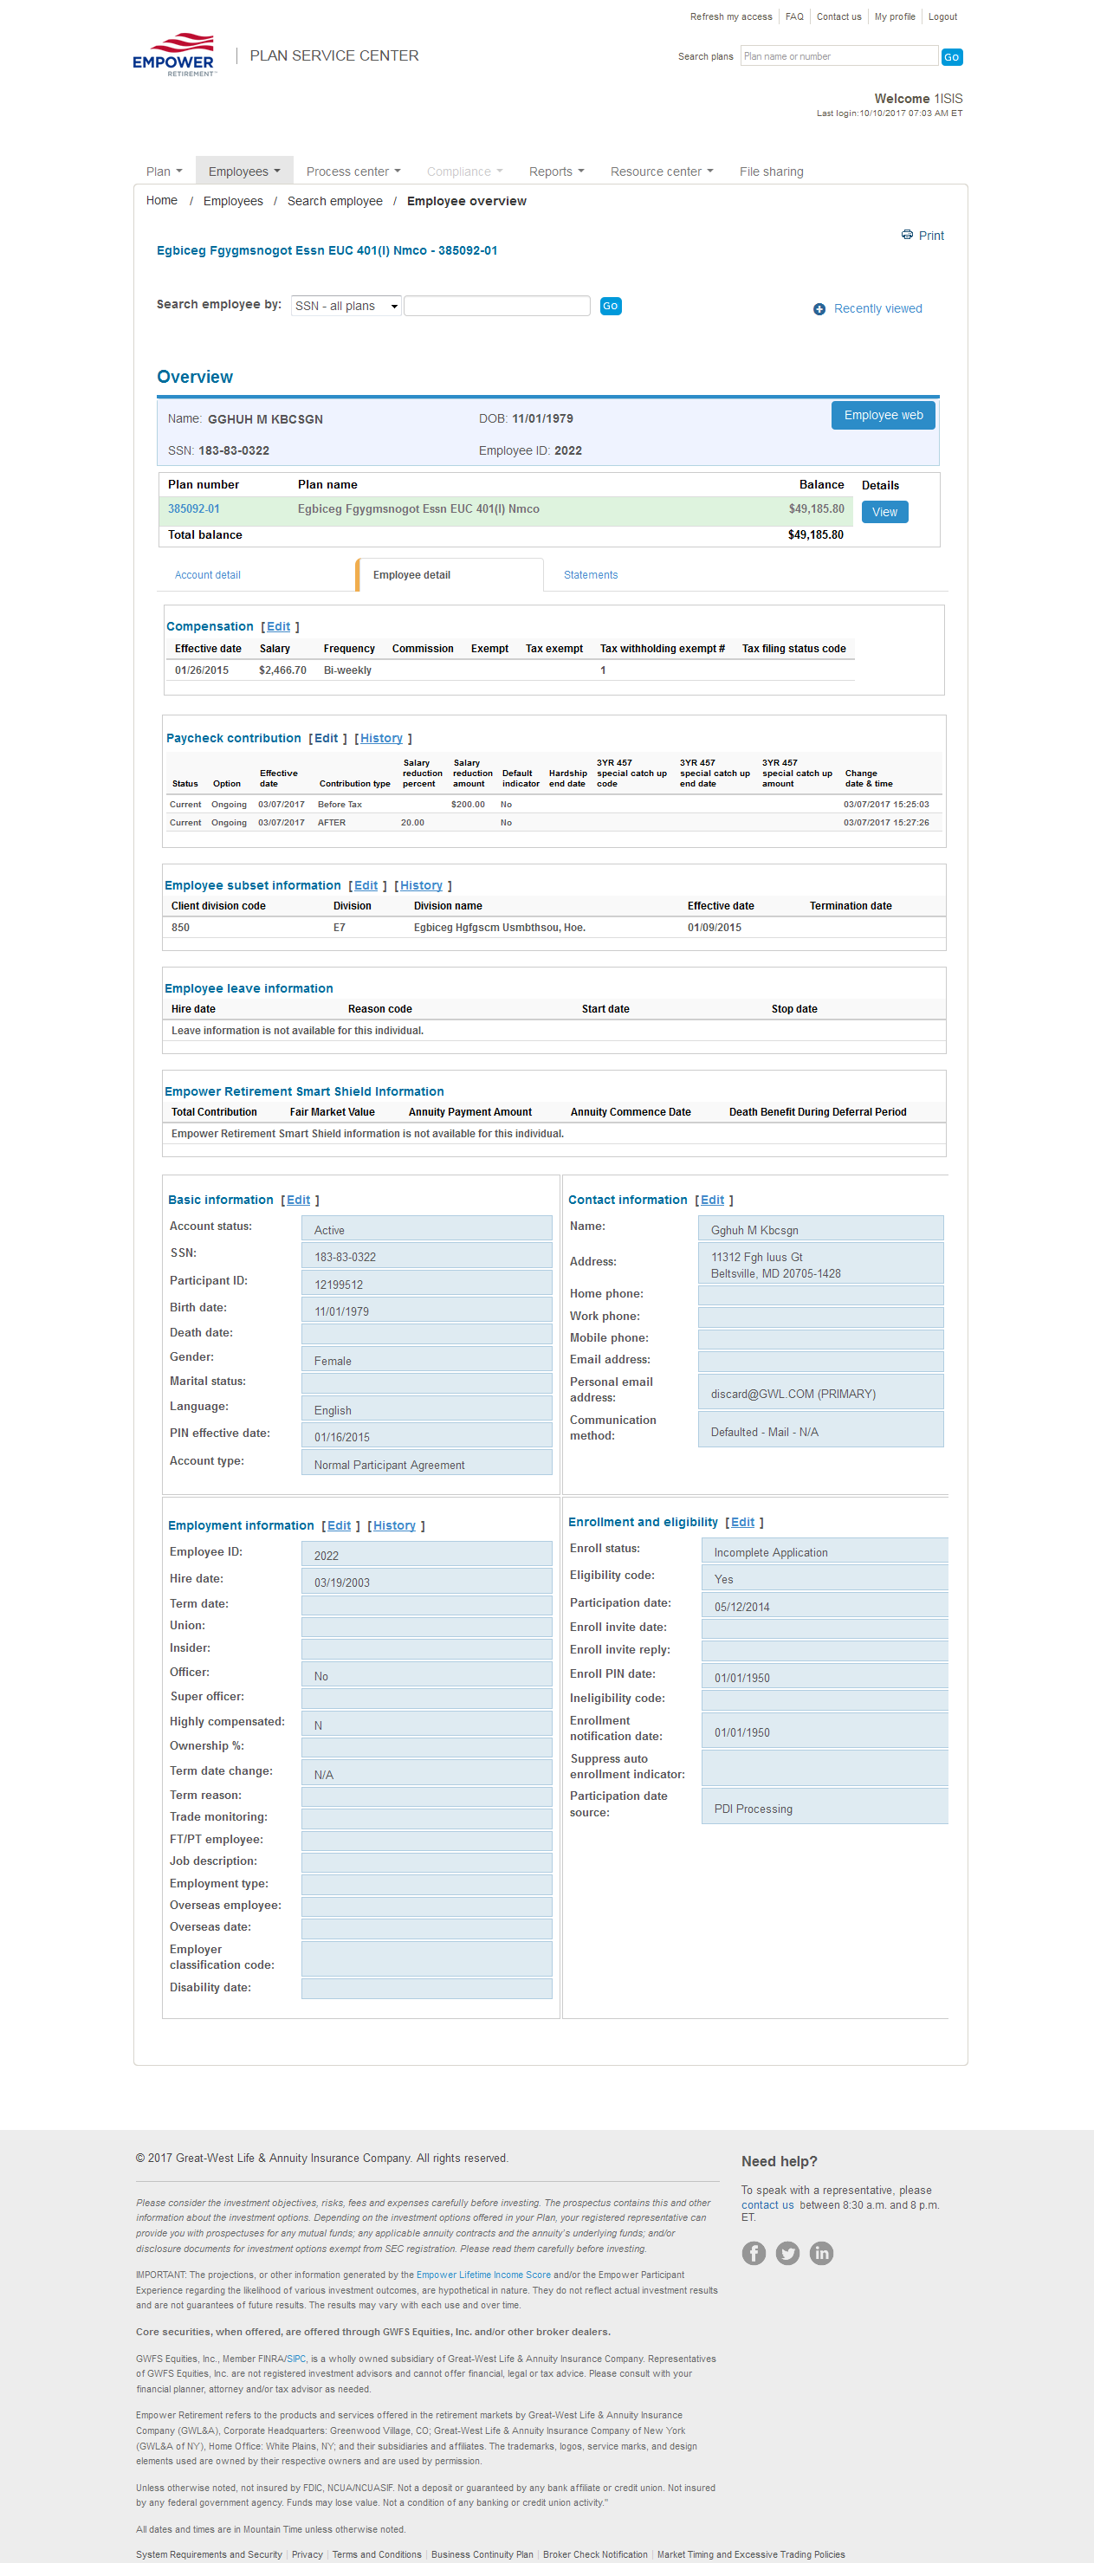 Refresh my access | FAQ | Contact us | My profile | Logout
EMPOWER
RETIREMENT™
PLAN SERVICE CENTER
Search plans Plan name or number GO
Welcome 1ISIS
Last login:10/10/2017 07:03 AM ET
Plan Employees Process center Compliance Reports Resource center File sharing
Home / Employees / Search employee / Employee overview
Print
Egbiceg Fgygmsnogot Essn EUC 401(I) Nmco - 385092-01
Search employee by: SSN - all plans Go
Recently viewed
Overview
Name: GGHUH M KBCSGN DOB: 11/01/1979 Employee web
SSN: 183-83-0322 Employee ID: 2022
Plan number Plan name Balance Details
385092-01 Egbiceg Fgygmsnogot Essn EUC 401(I) Nmco $49,185.80 View
Total balance $49,185.80
Account detail Employee detail Statements
Compensation [Edit ]
Effective date Salary Frequency Commission Exempt Tax exempt Tax withholding exempt # Tax filing status code
01/26/2015 $2,466.70 Bi-weekly 1
Paycheck contribution [Edit ] [History ]
Salary Salary 3YR 457 3YR 457 3YR 457
Effective reduction reduction Default Hardship special catch up special catch up special catch up Change
Status Option date Contribution type percent amount indicator end date code end date amount date & time
Current Ongoing 03/07/2017 Before Tax $200.00 No 03/07/2017 15:25:03
Current Ongoing 03/07/2017 AFTER 20.00 No 03/07/2017 15:27:26
Employee subset information [Edit ] [History ]
Client division code Division Division name Effective date Termination date
850 E7 Egbiceg Hgfgscm Usmbthsou, Hoe. 01/09/2015
Employee leave information
Hire date Reason code Start date Stop date
Leave information is not available for this individual.
Empower Retirement Smart Shield Information
Total Contribution Fair Market Value Annuity Payment Amount Annuity Commence Date Death Benefit During Deferral Period
Empower Retirement Smart Shield information is not available for this individual.
Basic information [Edit ]
Account status: Active
SSN: 183-83-0322
Participant ID: 12199512
Birth date: 11/01/1979
Death date:
Gender: Female
Marital status:
Language: English
PIN effective date: 01/16/2015
Account type: Normal Participant Agreement
Contact information [Edit ]
Name: Gghuh M Kbcsgn
Address: 11312 Fgh Iuus Gt
Beltsville, MD 20705-1428
Home phone:
Work phone:
Mobile phone:
Email address:
Personal email
address: discard@GWL.COM (PRIMARY)
Communication
method: Defaulted - Mail - N/A
Employment information [Edit ] [History ]
Employee ID: 2022
Hire date: 03/19/2003
Term date:
Union:
Insider:
Officer: No
Super officer:
Highly compensated: N
Ownership %:
Term date change: N/A
Term reason:
Trade monitoring:
FT/PT employee:
Job description:
Employment type:
Overseas employee:
Overseas date:
Employer
classification code:
Disability date:
Enrollment and eligibility [Edit ]
Enroll status: Incomplete Application
Eligibility code: Yes
Participation date: 05/12/2014
Enroll invite date:
Enroll invite reply:
Enroll PIN date: 01/01/1950
Ineligibility code:
Enrollment
notification date: 01/01/1950
Suppress auto
enrollment indicator:
Participation date
source: PDI Processing
© 2017 Great-West Life & Annuity Insurance Company. All rights reserved.
Please consider the investment objectives, risks, fees and expenses carefully before investing. The prospectus contains this and other
information about the investment options. Depending on the investment options offered in your Plan, your registered representative can
provide you with prospectuses for any mutual funds; any applicable annuity contracts and the annuity's underlying funds; and/or
disclosure documents for investment options exempt from SEC registration. Please read them carefully before investing.
IMPORTANT: The projections, or other information generated by the Empower Lifetime Income Score and/or the Empower Participant
Experience regarding the likelihood of various investment outcomes, are hypothetical in nature. They do not reflect actual investment results
and are not guarantees of future results. The results may vary with each use and over time.
Core securities, when offered, are offered through GWFS Equities, Inc. and/or other broker dealers.
GWFS Equities, Inc., Member FINRA/SIPC, is a wholly owned subsidiary of Great-West Life & Annuity Insurance Company. Representatives
of GWFS Equities, Inc. are not registered investment advisors and cannot offer financial, legal or tax advice. Please consult with your
financial planner, attorney and/or tax advisor as needed.
Empower Retirement refers to the products and services offered in the retirement markets by Great-West Life & Annuity Insurance
Company (GWL&A), Corporate Headquarters: Greenwood Village, CO; Great-West Life & Annuity Insurance Company of New York
(GWL&A of NY), Home Office: White Plains, NY; and their subsidiaries and affiliates. The trademarks, logos, service marks, and design
elements used are owned by their respective owners and are used by permission.
Unless otherwise noted, not insured by FDIC, NCUA/NCUASIF. Not a deposit or guaranteed by any bank affiliate or credit union. Not insured
by any federal government agency. Funds may lose value. Not a condition of any banking or credit union activity."
All dates and times are in Mountain Time unless otherwise noted.
System Requirements and Security | Privacy | Terms and Conditions | Business Continuity Plan | Broker Check Notification | Market Timing and Excessive Trading Policies
Need help?
To speak with a representative, please
contact us between 8:30 a.m. and 8 p.m.
ET.